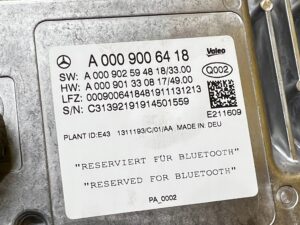 A 000 900 64 18 Valeo
SW: A 000 902 59 48 18/33.00 Q002
HW: A 000 901 33 08 17/49.00
LFZ: 00090064184819111131213
S/N: C31392191914501559
E211609
PLANT ID:E43 1311193/C/01/AA MADE IN DEU
"RESERVIERT FÜR BLUETOOTH"
"RESERVED FOR BLUETOOTH"
PA_0002